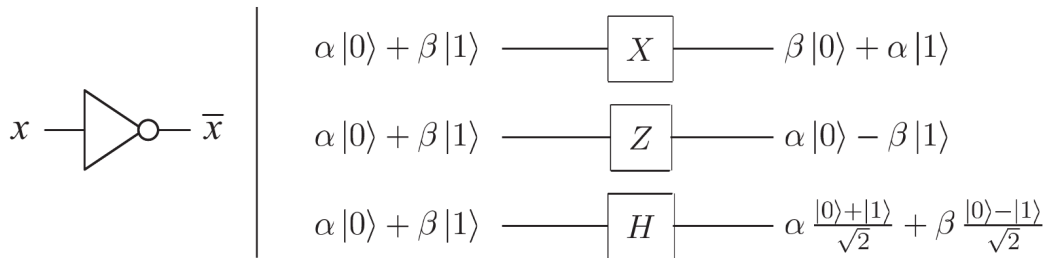 x x̅
α|0⟩ + β|1⟩ X β|0⟩ + α|1⟩
α|0⟩ + β|1⟩ Z α|0⟩ − β|1⟩
α|0⟩ + β|1⟩ H α (|0⟩+|1⟩)/√2 + β (|0⟩−|1⟩)/√2